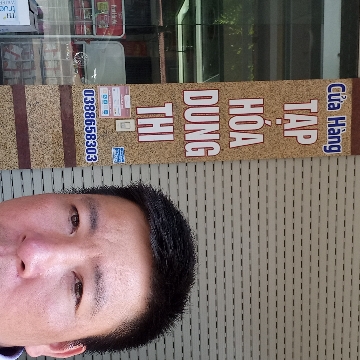 Cửa Hàng
TẠP
HÓA
DUNG
THI
0388658303